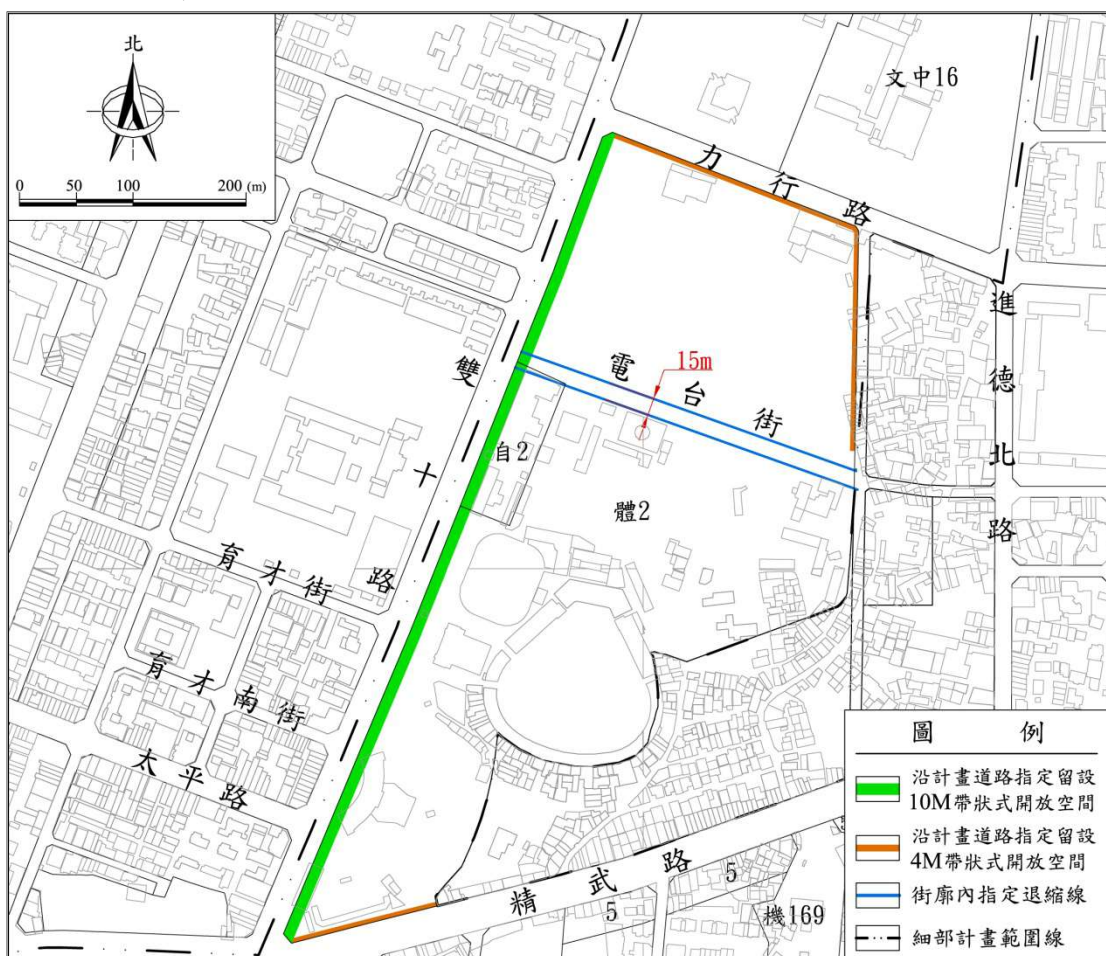 北
0 50 100 200 (m)
文中16
力行路
進德北路
電台街
15m
雙十路
自2
體2
育才街
育才南街
太平路
精武路
5
5
機169
圖 例
沿計畫道路指定留設
10M帶狀式開放空間
沿計畫道路指定留設
4M帶狀式開放空間
街廓內指定退縮線
細部計畫範圍線